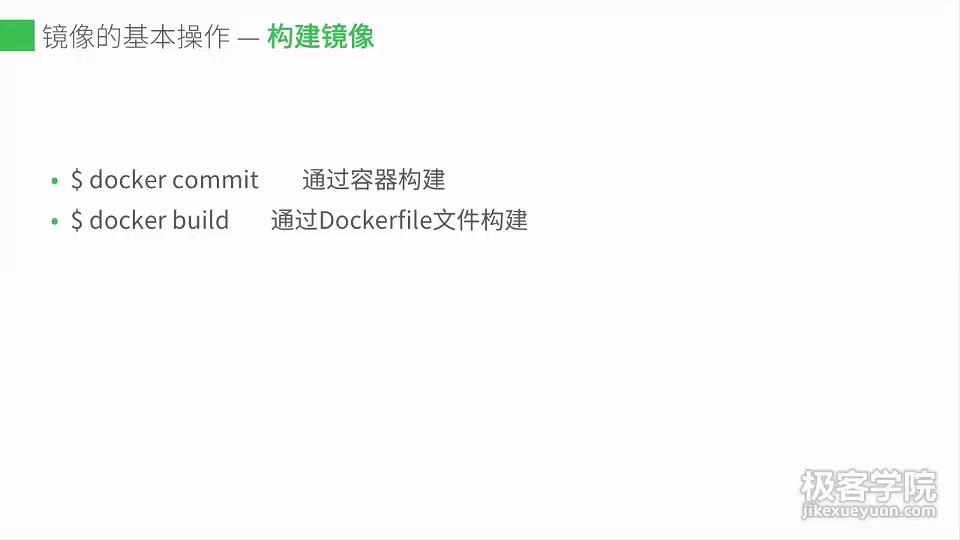 镜像的基本操作 — 构建镜像
• $ docker commit 通过容器构建
• $ docker build 通过Dockerfile文件构建
极客学院
jikexueyuan.com